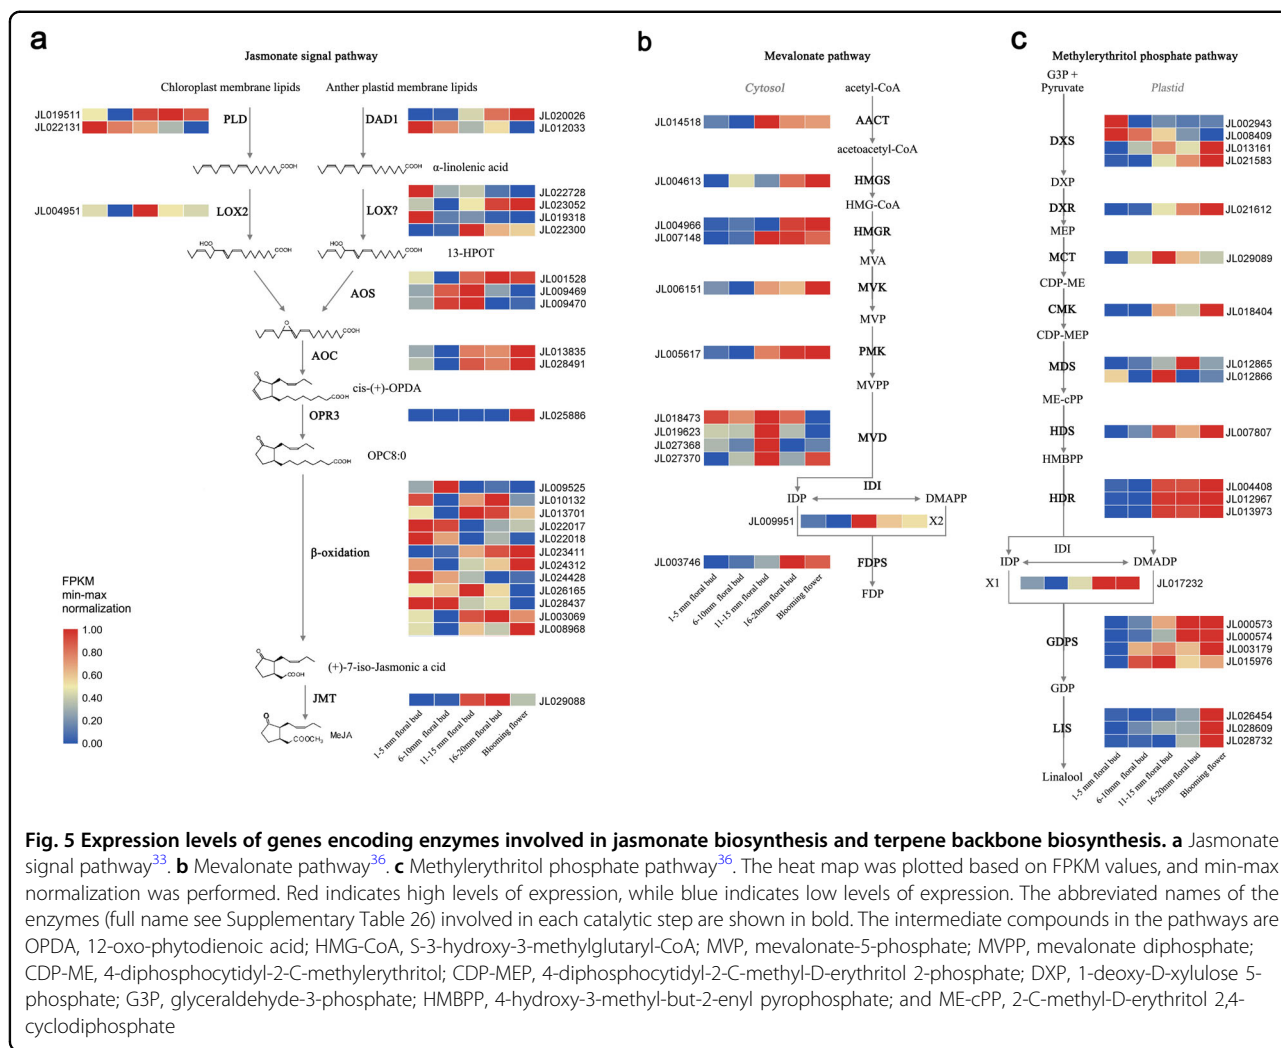 a
Jasmonate signal pathway
Chloroplast membrane lipids
Anther plastid membrane lipids
JL019511
JL022131
PLD
DAD1
JL020026
JL012033
COOH
COOH
α-linolenic acid
JL004951
LOX2
LOX?
JL022728
JL023052
JL019318
JL022300
HOO
COOH
HOO
COOH
13-HPOT
AOS
JL001528
JL009469
JL009470
O
COOH
AOC
JL013835
JL028491
O
COOH
cis-(+)-OPDA
OPR3
JL025886
O
COOH
OPC8:0
β-oxidation
JL009525
JL010132
JL013701
JL022017
JL022018
JL023411
JL024312
JL024428
JL026165
JL028437
JL003069
JL008968
FPKM
min-max
normalization
1.00
0.80
0.60
0.40
0.20
0.00
O
COOH
(+)-7-iso-Jasmonic a cid
JMT
JL029088
O
COOCH₃
MeJA
1-5 mm floral bud
6-10mm floral bud
11-15 mm floral bud
16-20mm floral bud
Blooming flower
b
Mevalonate pathway
Cytosol
acetyl-CoA
JL014518
AACT
acetoacetyl-CoA
JL004613
HMGS
HMG-CoA
JL004966
JL007148
HMGR
MVA
JL006151
MVK
MVP
JL005617
PMK
MVPP
JL018473
JL019623
JL027368
JL027370
MVD
IDI
IDP
DMAPP
JL009951
X2
JL003746
FDPS
FDP
1-5 mm floral bud
6-10mm floral bud
11-15 mm floral bud
16-20mm floral bud
Blooming flower
c
Methylerythritol phosphate pathway
G3P +
Pyruvate
Plastid
DXS
JL002943
JL008409
JL013161
JL021583
DXP
DXR
JL021612
MEP
MCT
JL029089
CDP-ME
CMK
JL018404
CDP-MEP
MDS
JL012865
JL012866
ME-cPP
HDS
JL007807
HMBPP
HDR
JL004408
JL012967
JL013973
IDI
IDP
DMADP
X1
JL017232
GDPS
JL000573
JL000574
JL003179
JL015976
GDP
LIS
JL026454
JL028609
JL028732
Linalool
1-5 mm floral bud
6-10mm floral bud
11-15 mm floral bud
16-20mm floral bud
Blooming flower
Fig. 5 Expression levels of genes encoding enzymes involved in jasmonate biosynthesis and terpene backbone biosynthesis. a Jasmonate
signal pathway³³. b Mevalonate pathway³⁶. c Methylerythritol phosphate pathway³⁶. The heat map was plotted based on FPKM values, and min-max
normalization was performed. Red indicates high levels of expression, while blue indicates low levels of expression. The abbreviated names of the
enzymes (full name see Supplementary Table 26) involved in each catalytic step are shown in bold. The intermediate compounds in the pathways are
OPDA, 12-oxo-phytodienoic acid; HMG-CoA, S-3-hydroxy-3-methylglutaryl-CoA; MVP, mevalonate-5-phosphate; MVPP, mevalonate diphosphate;
CDP-ME, 4-diphosphocytidyl-2-C-methylerythritol; CDP-MEP, 4-diphosphocytidyl-2-C-methyl-D-erythritol 2-phosphate; DXP, 1-deoxy-D-xylulose 5-
phosphate; G3P, glyceraldehyde-3-phosphate; HMBPP, 4-hydroxy-3-methyl-but-2-enyl pyrophosphate; and ME-cPP, 2-C-methyl-D-erythritol 2,4-
cyclodiphosphate